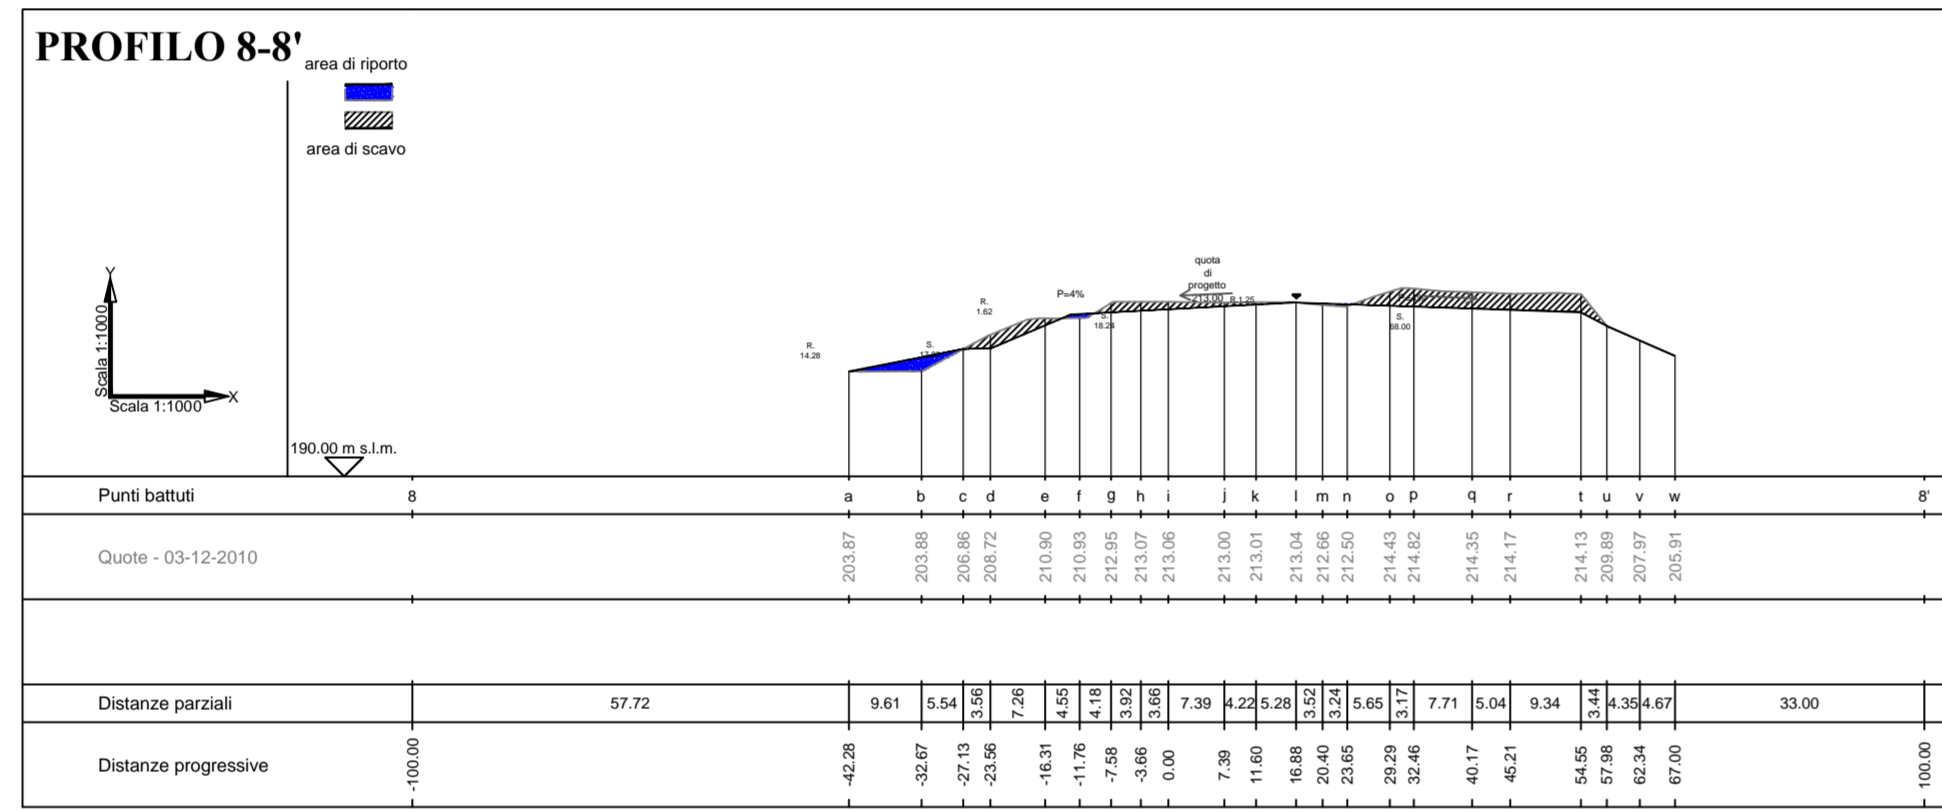 PROFILO 8-8'
area di riporto
area di scavo
Y
Scala 1:1000
Scala 1:1000
X
190.00 m s.l.m.
quota
di
progetto
213.00
R 1.25
P=4%
R.
1.62
S.
18.24
R.
14.28
S.
S.
68.00
Punti battuti 8 a b c d e f g h i j k l m n o p q r t u v w 8'
Quote - 03-12-2010 203.87 203.88 206.86 208.72 210.90 210.93 212.95 213.07 213.06 213.00 213.01 213.04 212.66 212.50 214.43 214.82 214.35 214.17 214.13 209.89 207.97 205.91
Distanze parziali 57.72 9.61 5.54 3.56 7.26 4.55 4.18 3.92 3.66 7.39 4.22 5.28 3.52 3.24 5.65 3.17 7.71 5.04 9.34 3.44 4.35 4.67 33.00
Distanze progressive -100.00 -42.28 -32.67 -27.13 -23.56 -16.31 -11.76 -7.58 -3.66 0.00 7.39 11.60 16.88 20.40 23.65 29.29 32.46 40.17 45.21 54.55 57.98 62.34 67.00 100.00